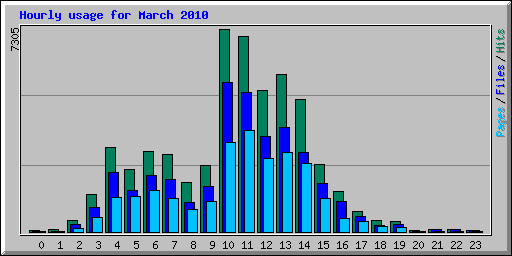 Hourly usage for March 2010
7305
Pages/Files/Hits
0 1 2 3 4 5 6 7 8 9 10 11 12 13 14 15 16 17 18 19 20 21 22 23